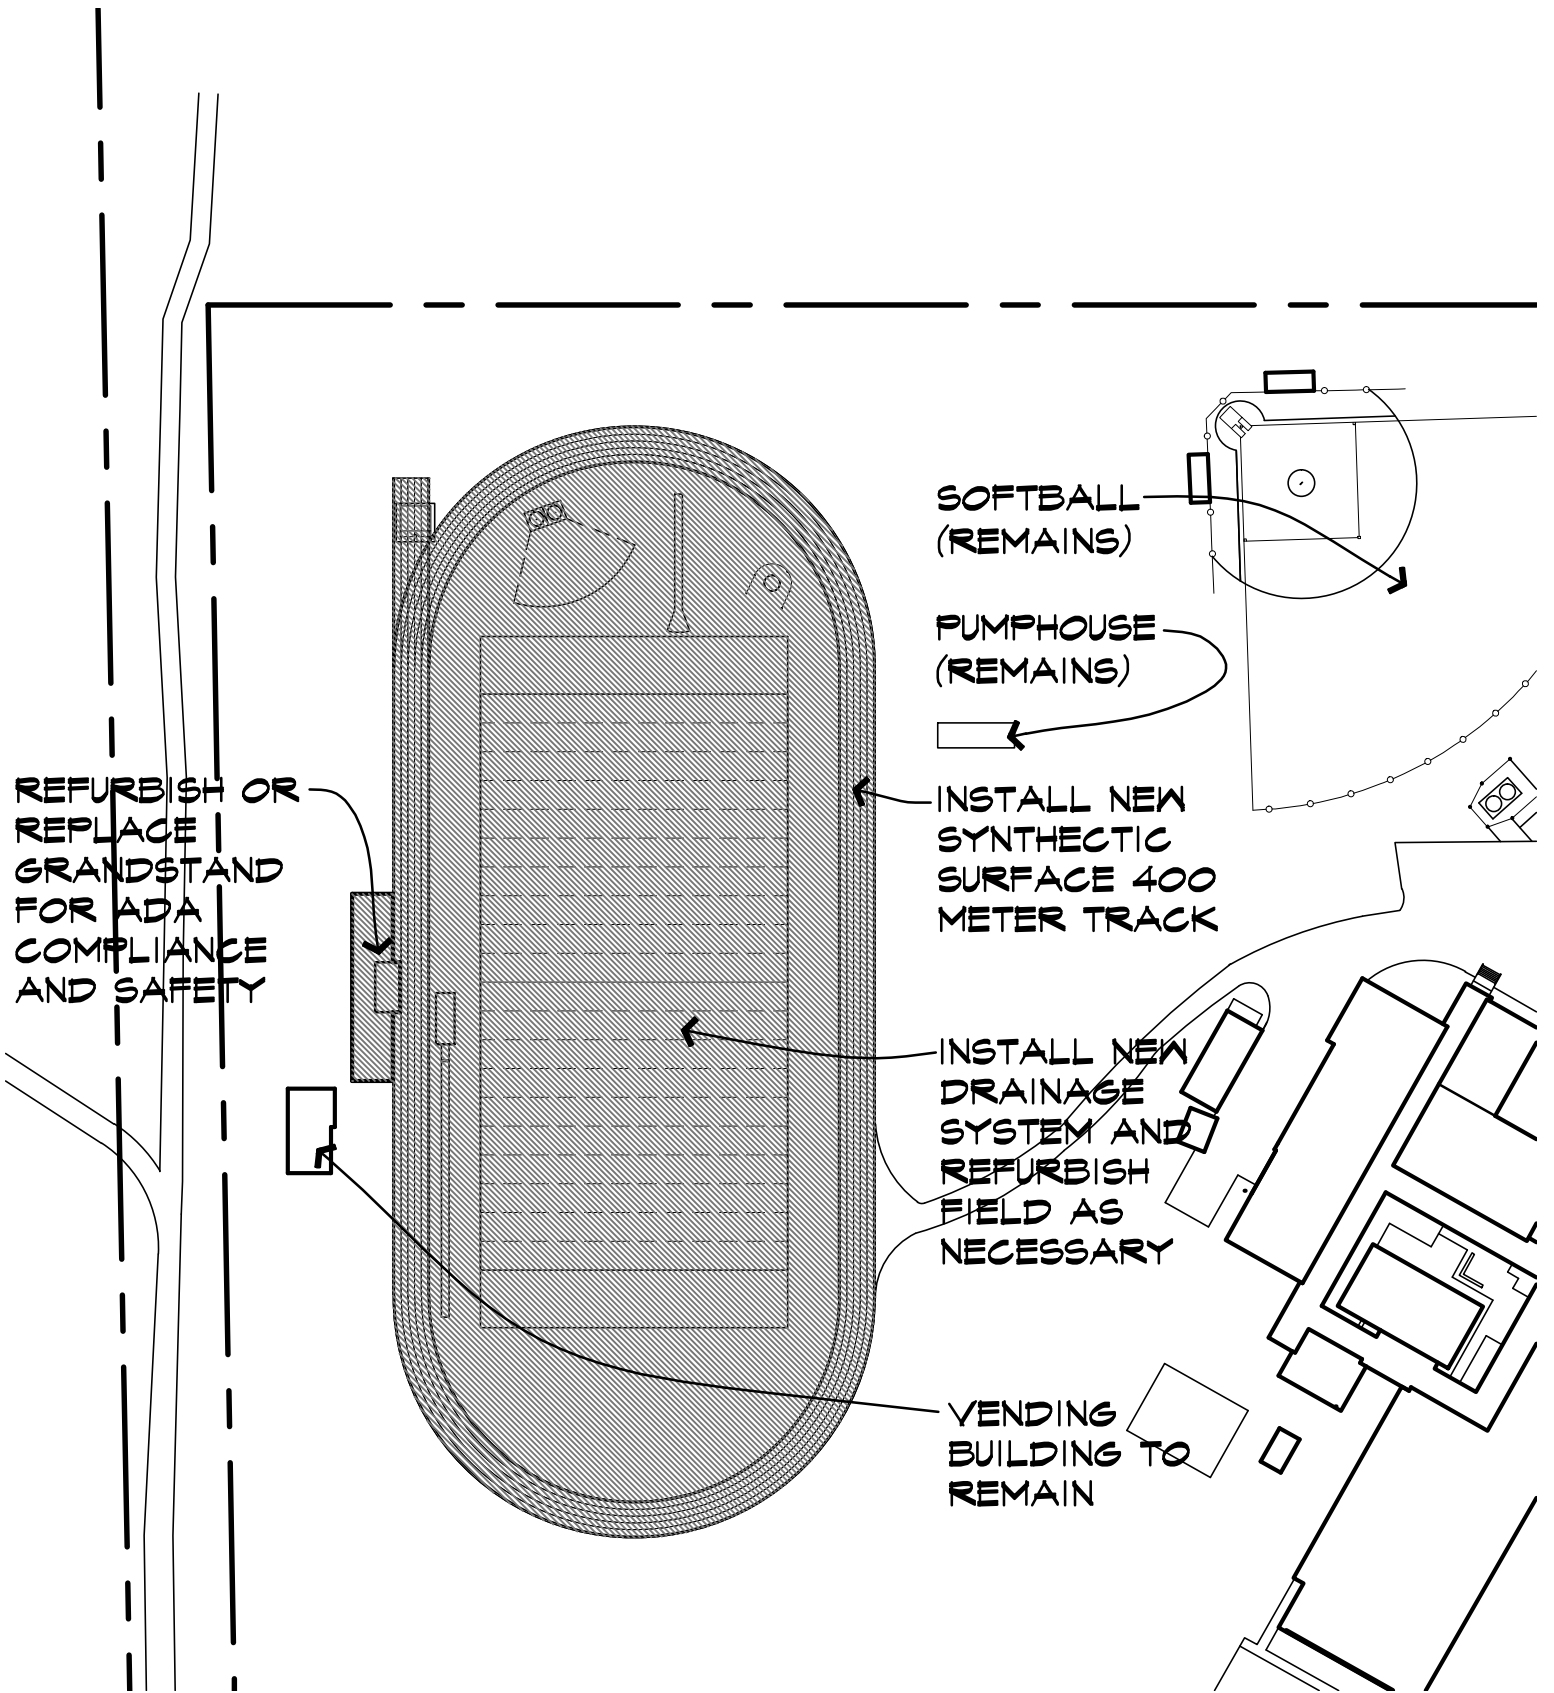 SOFTBALL
(REMAINS)
PUMPHOUSE
(REMAINS)
REFURBISH OR
REPLACE
GRANDSTAND
FOR ADA
COMPLIANCE
AND SAFETY
INSTALL NEW
SYNTHECTIC
SURFACE 400
METER TRACK
INSTALL NEW
DRAINAGE
SYSTEM AND
REFURBISH
FIELD AS
NECESSARY
VENDING
BUILDING TO
REMAIN